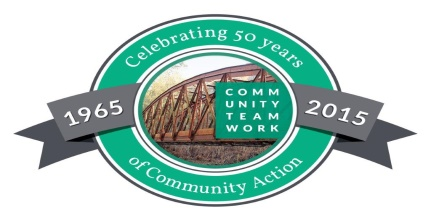 Celebrating 50 years
1965
COMM
UNITY
TEAM
WORK
2015
of Community Action